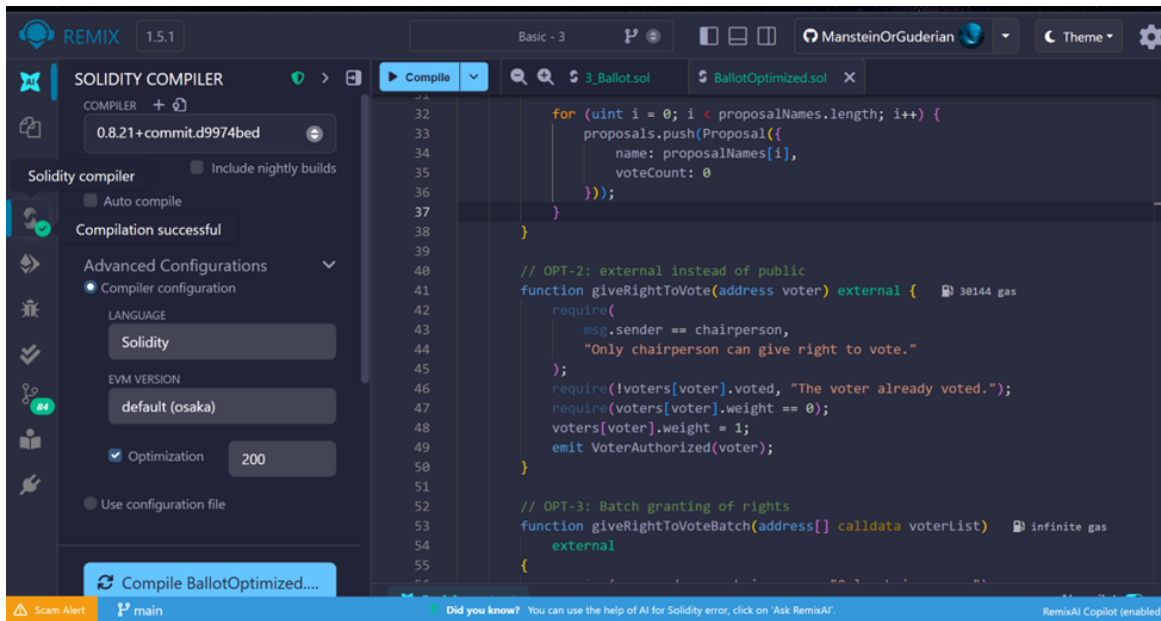 REMIX 1.5.1 Basic - 3 MansteinOrGuderian Theme
SOLIDITY COMPILER
COMPILER
0.8.21+commit.d9974bed
Include nightly builds
Solidity compiler
Auto compile
Compilation successful
Advanced Configurations
Compiler configuration
LANGUAGE
Solidity
EVM VERSION
default (osaka)
Optimization 200
Use configuration file
Compile BallotOptimized....
AI
84
Compile 3_Ballot.sol BallotOptimized.sol
31
32 for (uint i = 0; i < proposalNames.length; i++) {
33 proposals.push(Proposal({
34 name: proposalNames[i],
35 voteCount: 0
36 }));
37 }
38 }
39
40 // OPT-2: external instead of public
41 function giveRightToVote(address voter) external { 30144 gas
42 require(
43 msg.sender == chairperson,
44 "Only chairperson can give right to vote."
45 );
46 require(!voters[voter].voted, "The voter already voted.");
47 require(voters[voter].weight == 0);
48 voters[voter].weight = 1;
49 emit VoterAuthorized(voter);
50 }
51
52 // OPT-3: Batch granting of rights
53 function giveRightToVoteBatch(address[] calldata voterList) infinite gas
54 external
55 {
Scam Alert main Did you know? You can use the help of AI for Solidity error, click on 'Ask RemixAI'. RemixAI Copilot (enabled)